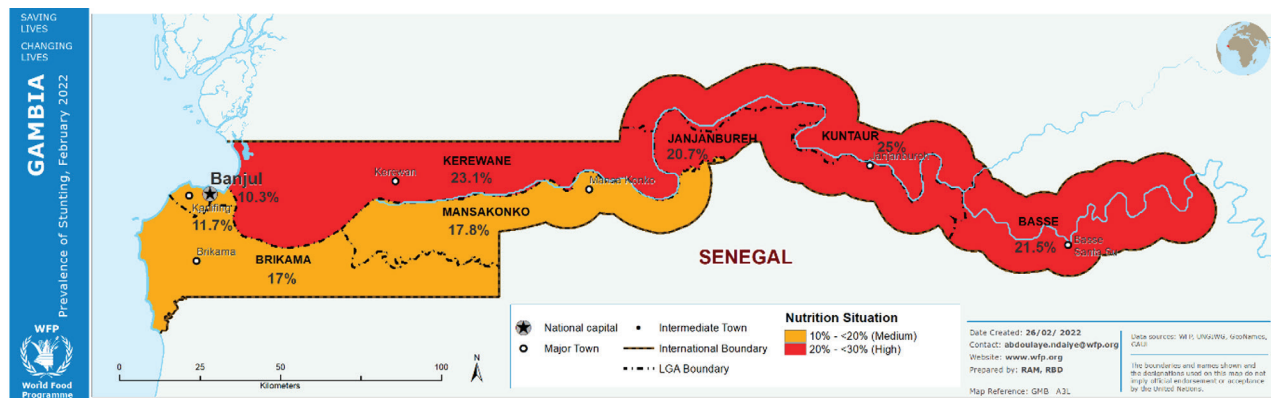 SAVING
LIVES
CHANGING
LIVES
GAMBIA
Prevalence of Stunting, February 2022
WFP
World Food
Programme
Banjul
10.3%
Kanifing
11.7%
Brikama
BRIKAMA
17%
KEREWANE
Kerewan
23.1%
MANSAKONKO
17.8%
Mansa Konko
JANJANBUREH
20.7%
KUNTAUR
25%
Janjanbureh
BASSE
21.5%
Basse
Santa Su
SENEGAL
0 25 50 100
Kilometers
N
National capital
Major Town
Intermediate Town
International Boundary
LGA Boundary
Nutrition Situation
10% - <20% (Medium)
20% - <30% (High)
Date Created: 26/02/ 2022
Contact: abdoulaye.ndaiye@wfp.org
Website: www.wfp.org
Prepared by: RAM, RBD
Map Reference: GMB A3L
Data sources: WFP, UNGIWG, GeoNames,
GAUL
The boundaries and names shown and
the designations used on this map do not
imply official endorsement or acceptance
by the United Nations.